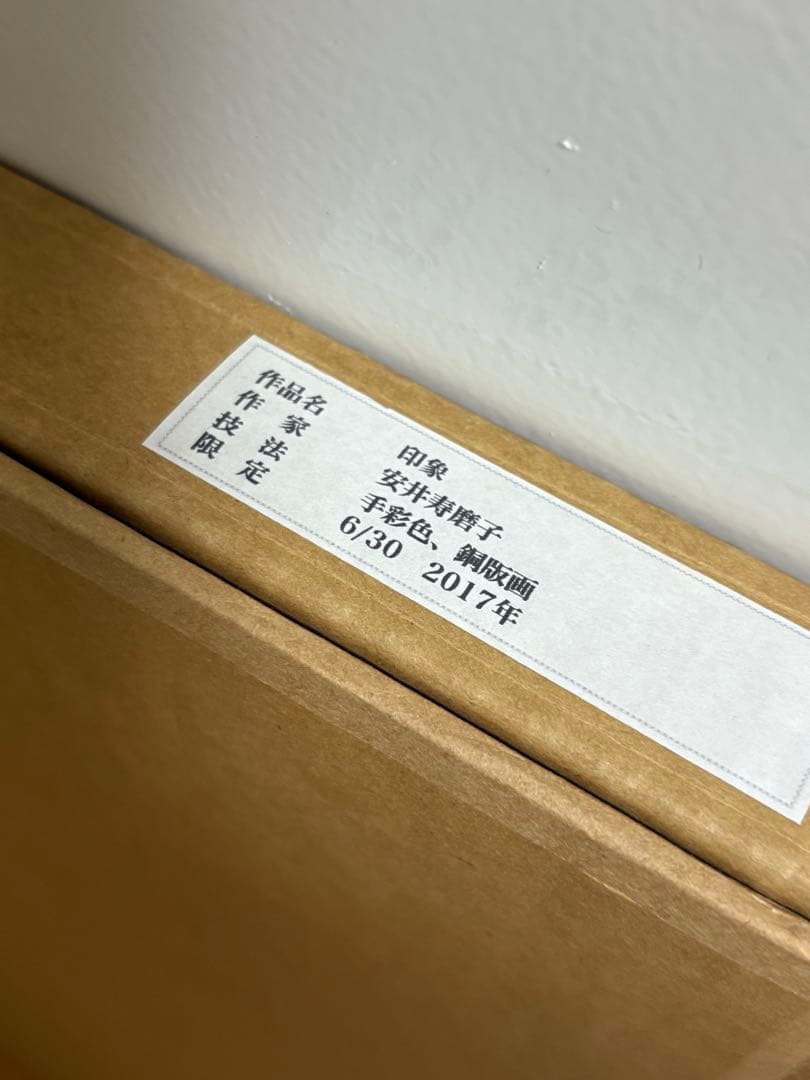 作品名　印象
作　家　安井寿磨子
技　法　手彩色、銅版画
限　定　6/30　2017年